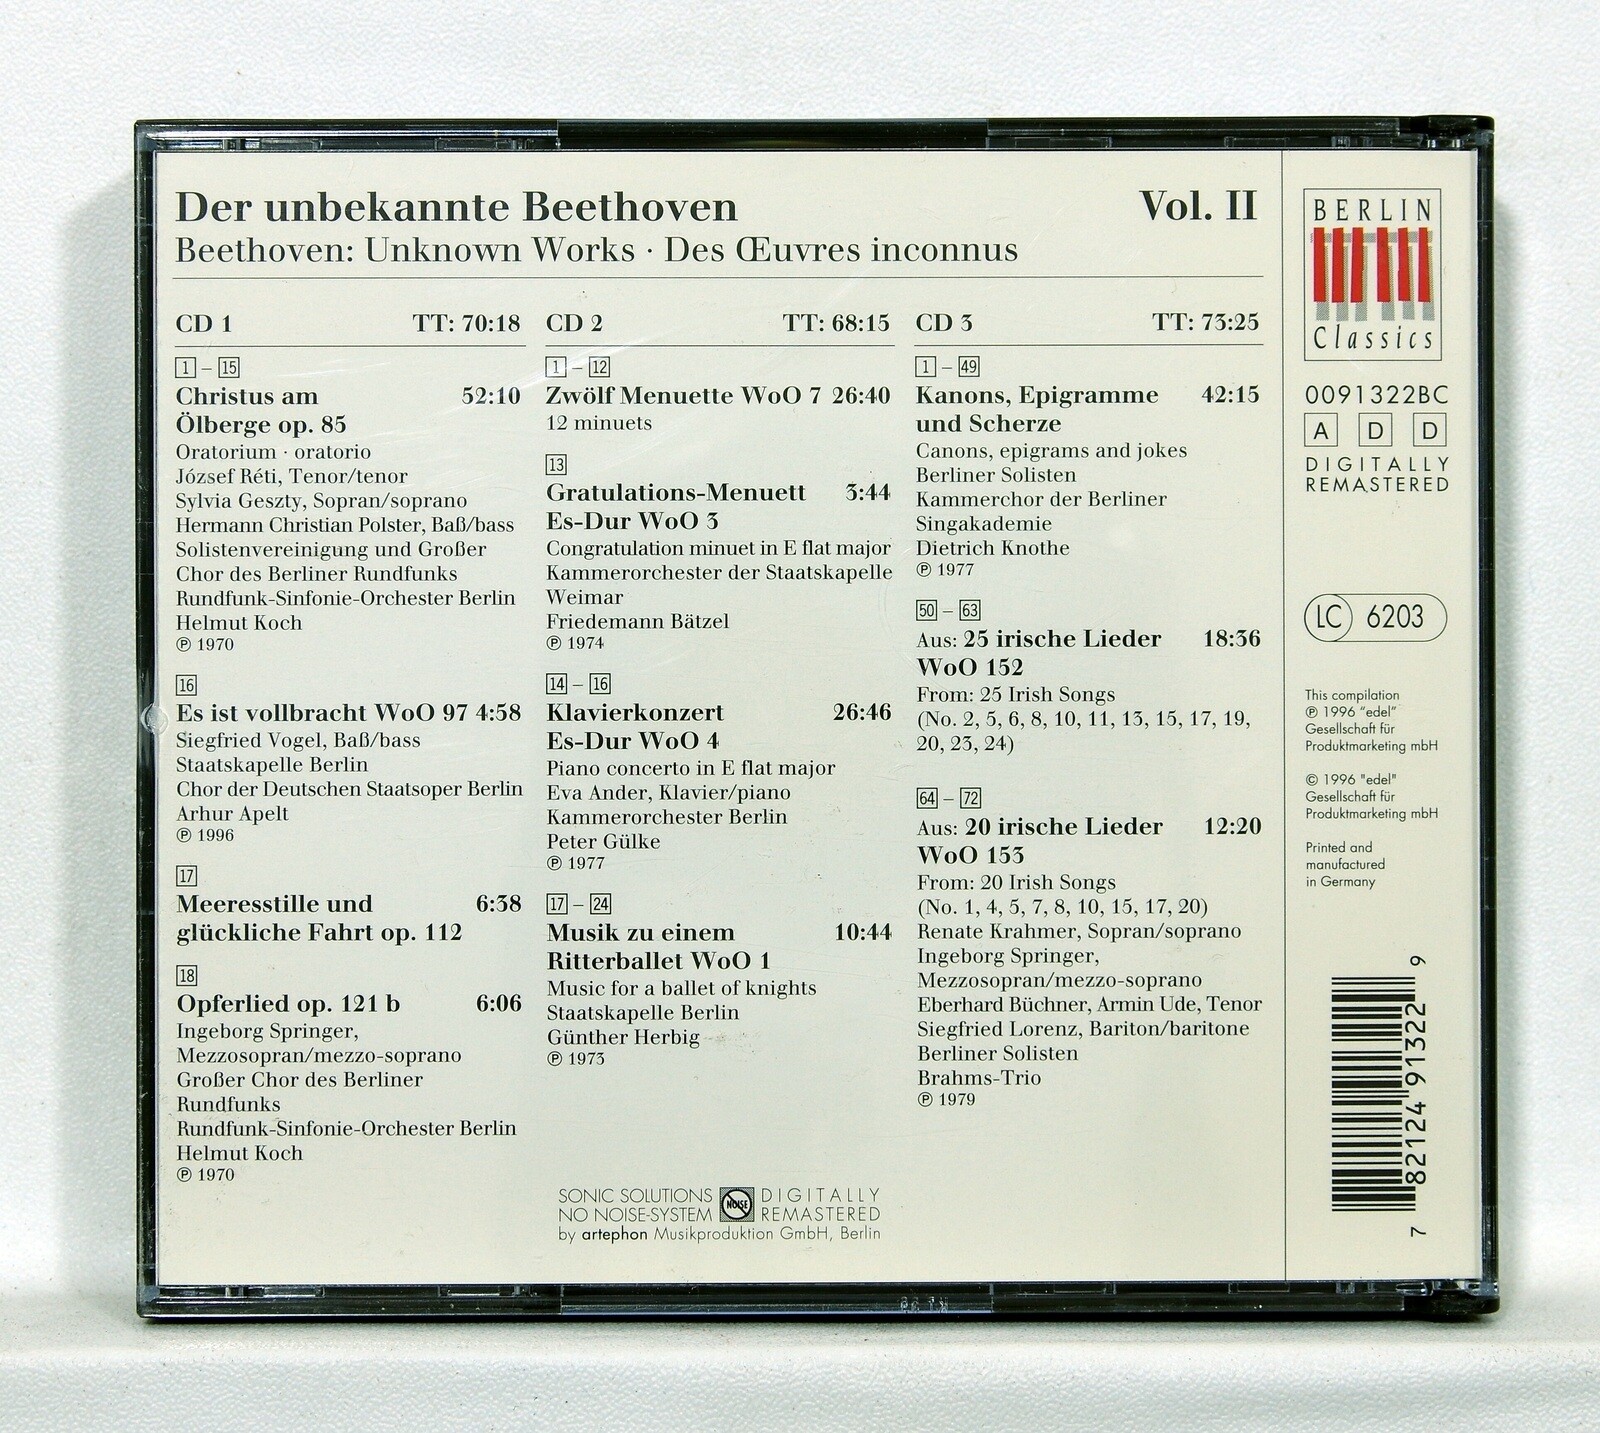 Der unbekannte Beethoven Vol. II
Beethoven: Unknown Works · Des Œuvres inconnus
CD 1 TT: 70:18
1 – 15
Christus am 52:10
Ölberge op. 85
Oratorium · oratorio
József Réti, Tenor/tenor
Sylvia Geszty, Sopran/soprano
Hermann Christian Polster, Baß/bass
Solistenvereinigung und Großer
Chor des Berliner Rundfunks
Rundfunk-Sinfonie-Orchester Berlin
Helmut Koch
℗ 1970
16
Es ist vollbracht WoO 97 4:58
Siegfried Vogel, Baß/bass
Staatskapelle Berlin
Chor der Deutschen Staatsoper Berlin
Arhur Apelt
℗ 1996
17
Meeresstille und 6:38
glückliche Fahrt op. 112
18
Opferlied op. 121 b 6:06
Ingeborg Springer,
Mezzosopran/mezzo-soprano
Großer Chor des Berliner
Rundfunks
Rundfunk-Sinfonie-Orchester Berlin
Helmut Koch
℗ 1970
CD 2 TT: 68:15
1 – 12
Zwölf Menuette WoO 7 26:40
12 minuets
13
Gratulations-Menuett 3:44
Es-Dur WoO 3
Congratulation minuet in E flat major
Kammerorchester der Staatskapelle
Weimar
Friedemann Bätzel
℗ 1974
14 – 16
Klavierkonzert 26:46
Es-Dur WoO 4
Piano concerto in E flat major
Eva Ander, Klavier/piano
Kammerorchester Berlin
Peter Gülke
℗ 1977
17 – 24
Musik zu einem 10:44
Ritterballet WoO 1
Music for a ballet of knights
Staatskapelle Berlin
Günther Herbig
℗ 1973
CD 3 TT: 73:25
1 – 49
Kanons, Epigramme 42:15
und Scherze
Canons, epigrams and jokes
Berliner Solisten
Kammerchor der Berliner
Singakademie
Dietrich Knothe
℗ 1977
50 – 63
Aus: 25 irische Lieder 18:36
WoO 152
From: 25 Irish Songs
(No. 2, 5, 6, 8, 10, 11, 13, 15, 17, 19,
20, 23, 24)
64 – 72
Aus: 20 irische Lieder 12:20
WoO 153
From: 20 Irish Songs
(No. 1, 4, 5, 7, 8, 10, 15, 17, 20)
Renate Krahmer, Sopran/soprano
Ingeborg Springer,
Mezzosopran/mezzo-soprano
Eberhard Büchner, Armin Ude, Tenor
Siegfried Lorenz, Bariton/baritone
Berliner Solisten
Brahms-Trio
℗ 1979
SONIC SOLUTIONS NOISE DIGITALLY
NO NOISE-SYSTEM REMASTERED
by artephon Musikproduktion GmbH, Berlin
BERLIN
Classics
0091322BC
A D D
DIGITALLY
REMASTERED
LC 6203
This compilation
℗ 1996 “edel”
Gesellschaft für
Produktmarketing mbH
© 1996 "edel"
Gesellschaft für
Produktmarketing mbH
Printed and
manufactured
in Germany
7 82124 91322 9